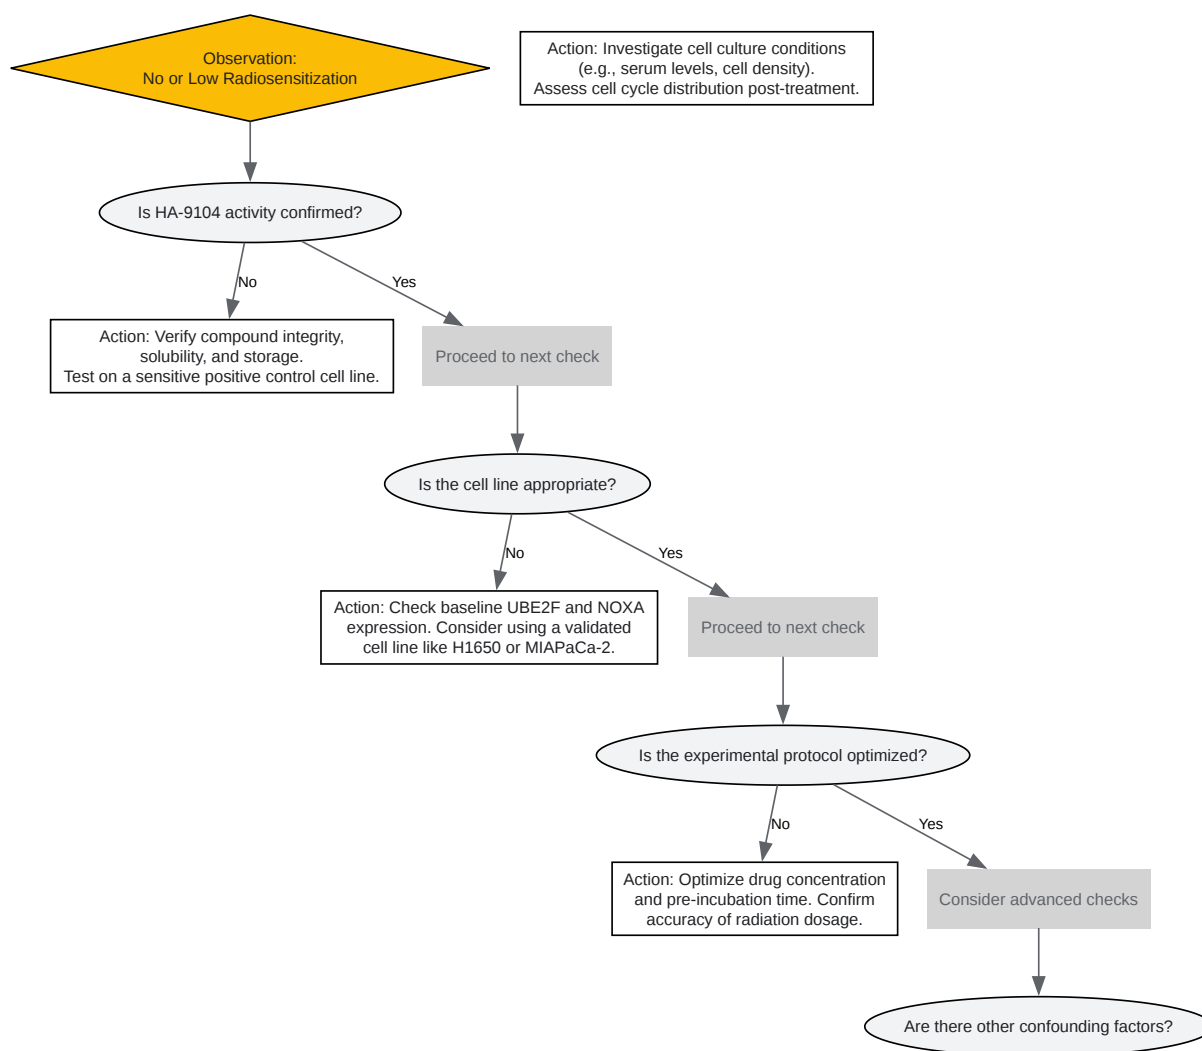 Observation:
No or Low Radiosensitization
Action: Investigate cell culture conditions
(e.g., serum levels, cell density).
Assess cell cycle distribution post-treatment.
Is HA-9104 activity confirmed?
No
Yes
Action: Verify compound integrity,
solubility, and storage.
Test on a sensitive positive control cell line.
Proceed to next check
Is the cell line appropriate?
No
Yes
Action: Check baseline UBE2F and NOXA
expression. Consider using a validated
cell line like H1650 or MIAPaCa-2.
Proceed to next check
Is the experimental protocol optimized?
No
Yes
Action: Optimize drug concentration
and pre-incubation time. Confirm
accuracy of radiation dosage.
Consider advanced checks
Are there other confounding factors?